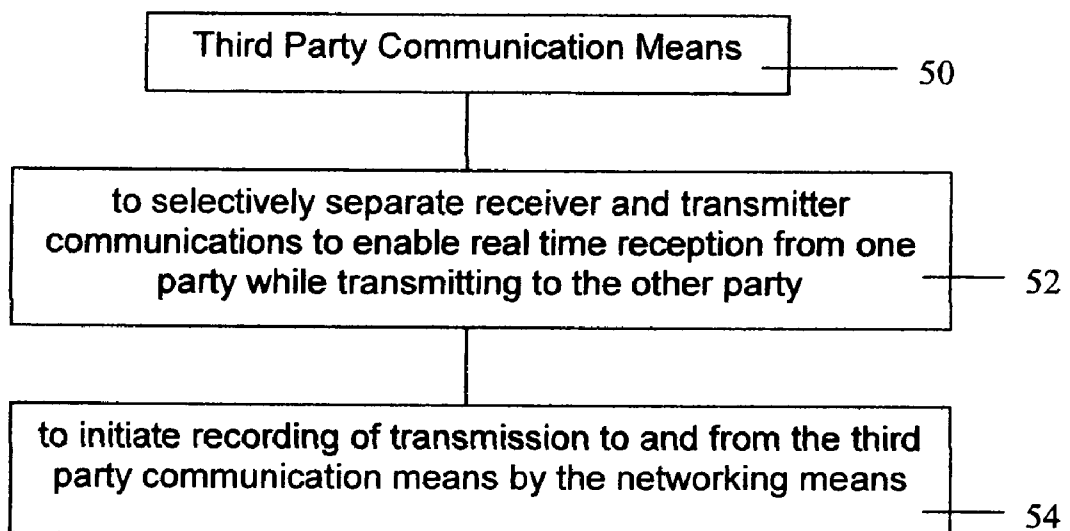 Third Party Communication Means
50
to selectively separate receiver and transmitter
communications to enable real time reception from one
party while transmitting to the other party
52
to initiate recording of transmission to and from the third
party communication means by the networking means
54